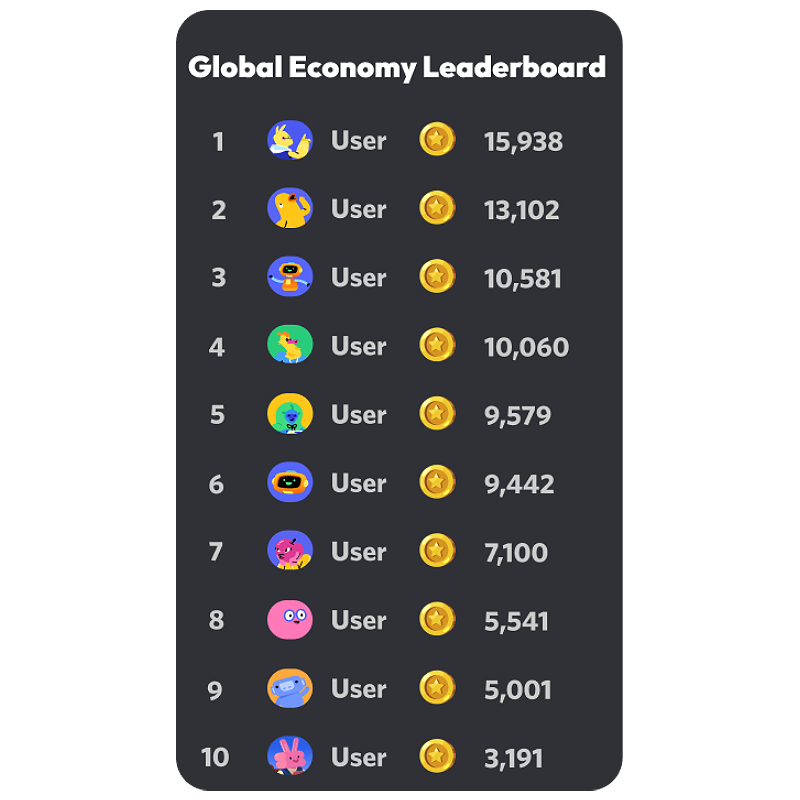 Global Economy Leaderboard
1 User 15,938
2 User 13,102
3 User 10,581
4 User 10,060
5 User 9,579
6 User 9,442
7 User 7,100
8 User 5,541
9 User 5,001
10 User 3,191